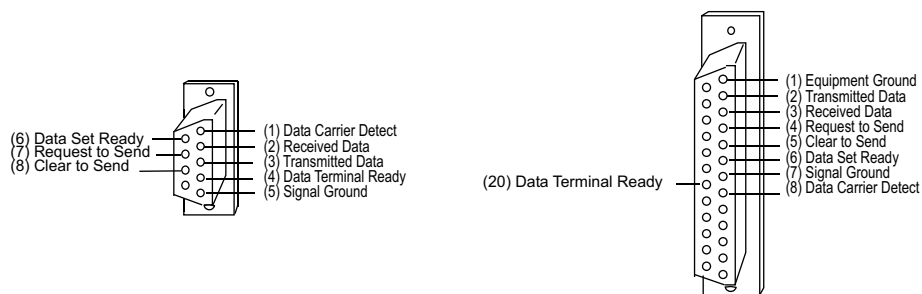 (6) Data Set Ready
(7) Request to Send
(8) Clear to Send
(1) Data Carrier Detect
(2) Received Data
(3) Transmitted Data
(4) Data Terminal Ready
(5) Signal Ground
(20) Data Terminal Ready
(1) Equipment Ground
(2) Transmitted Data
(3) Received Data
(4) Request to Send
(5) Clear to Send
(6) Data Set Ready
(7) Signal Ground
(8) Data Carrier Detect